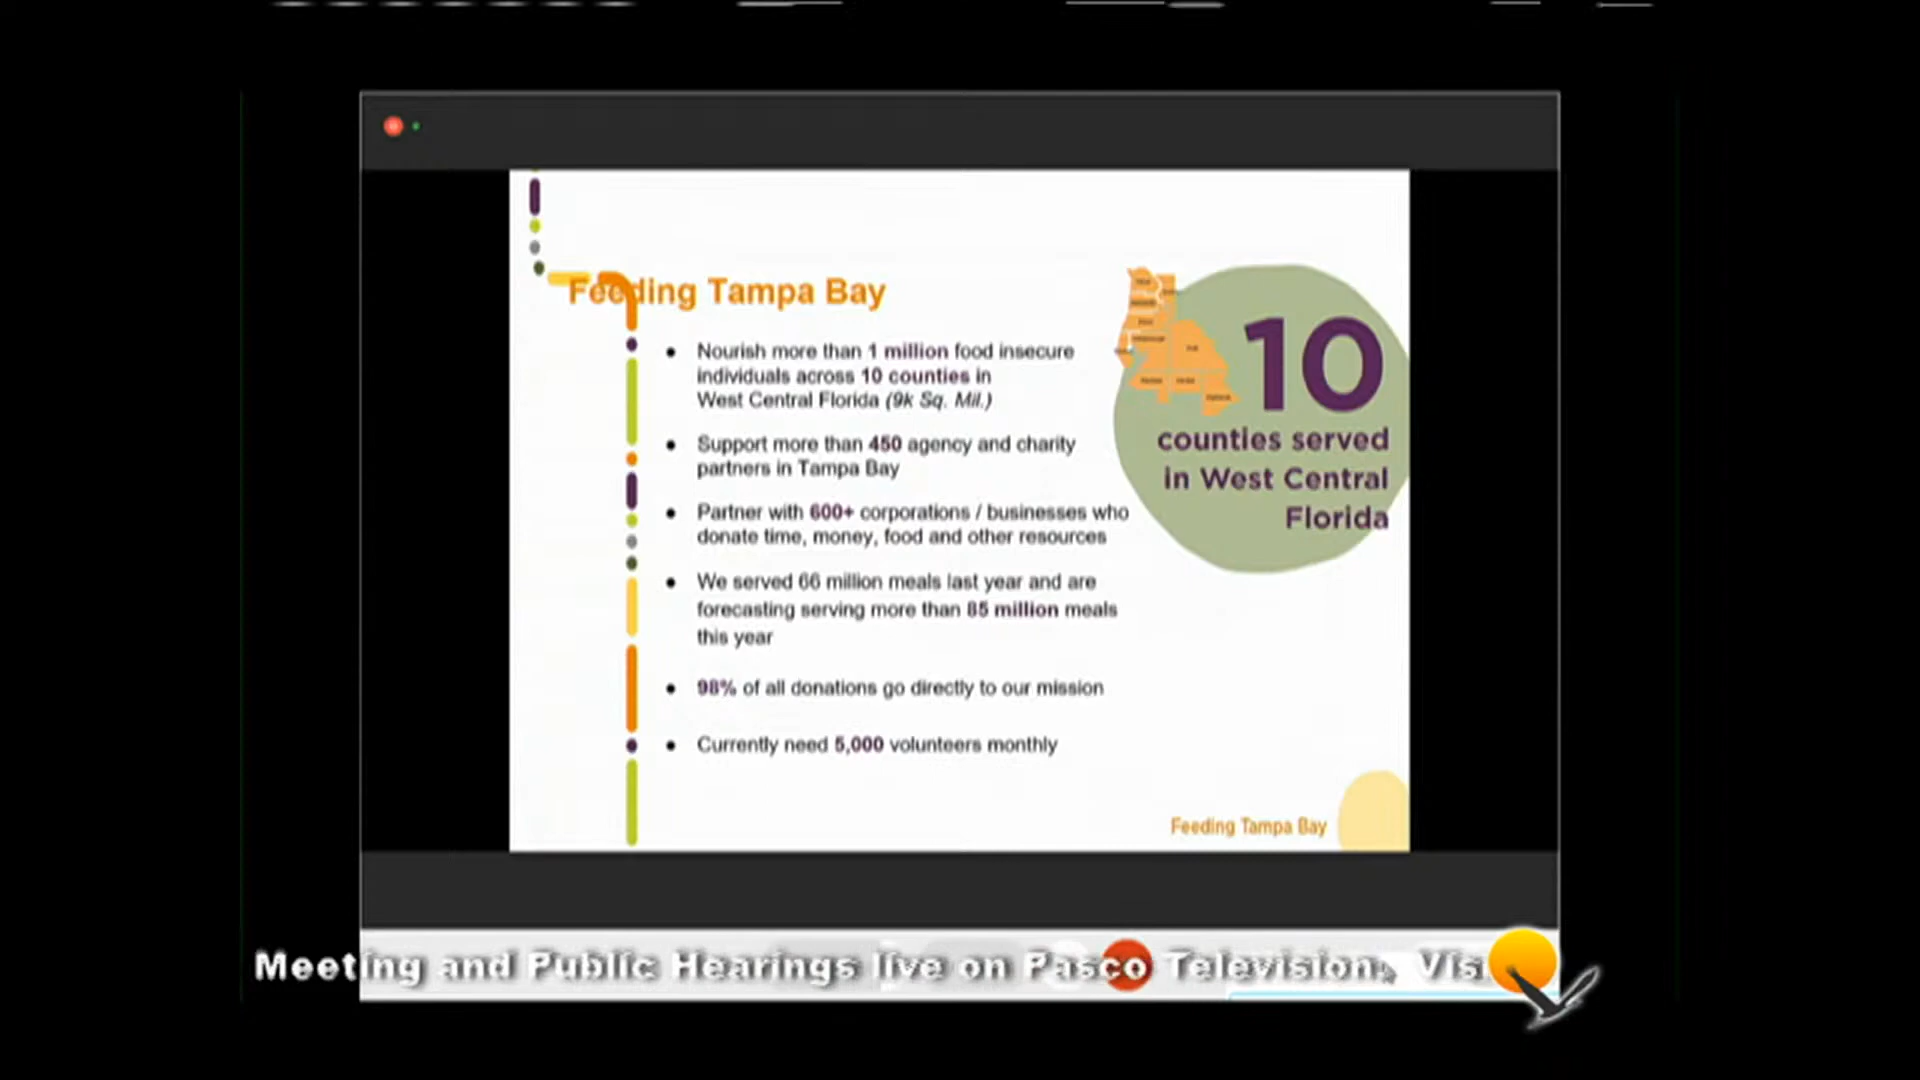 Feeding Tampa Bay
• Nourish more than 1 million food insecure
individuals across 10 counties in
West Central Florida (9k Sq. Mil.)
• Support more than 450 agency and charity
partners in Tampa Bay
• Partner with 600+ corporations / businesses who
donate time, money, food and other resources
• We served 66 million meals last year and are
forecasting serving more than 85 million meals
this year
• 98% of all donations go directly to our mission
• Currently need 5,000 volunteers monthly
10
counties served
in West Central
Florida
Feeding Tampa Bay
Meeting and Public Hearings live on Pasco Television. Vis